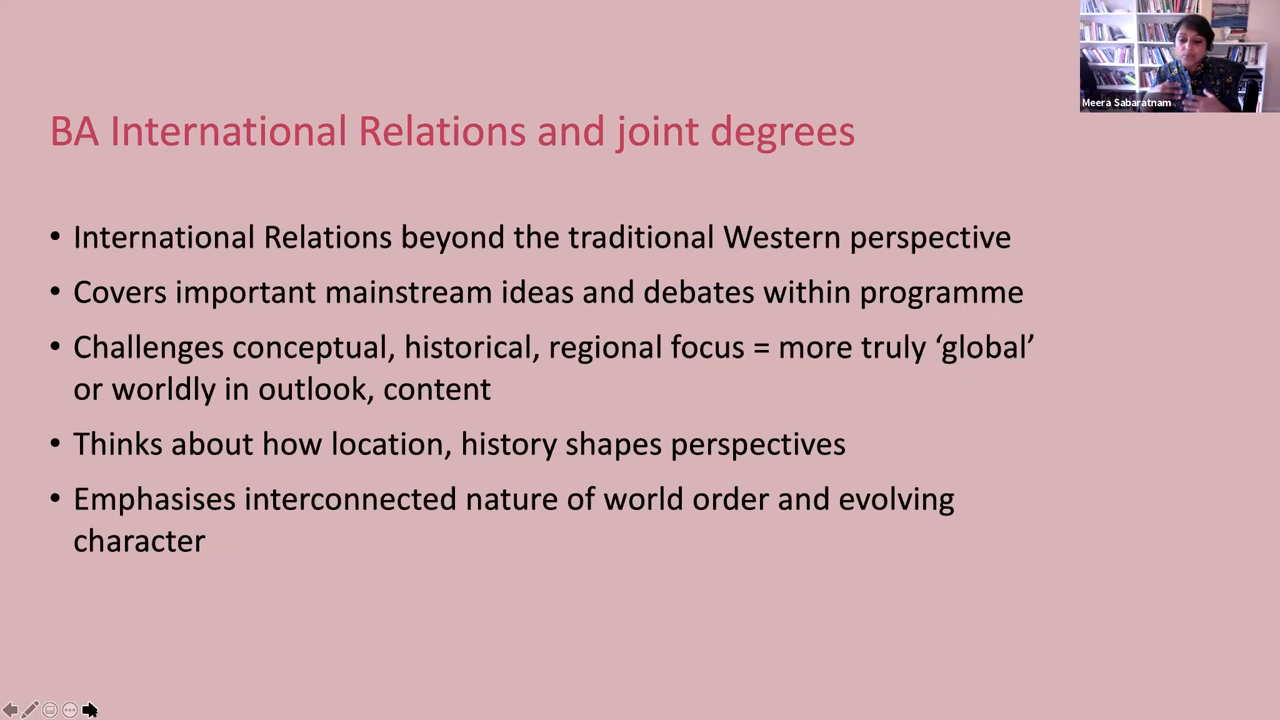 Meera Sabaratnam
BA International Relations and joint degrees
• International Relations beyond the traditional Western perspective
• Covers important mainstream ideas and debates within programme
• Challenges conceptual, historical, regional focus = more truly ‘global’
or worldly in outlook, content
• Thinks about how location, history shapes perspectives
• Emphasises interconnected nature of world order and evolving
character